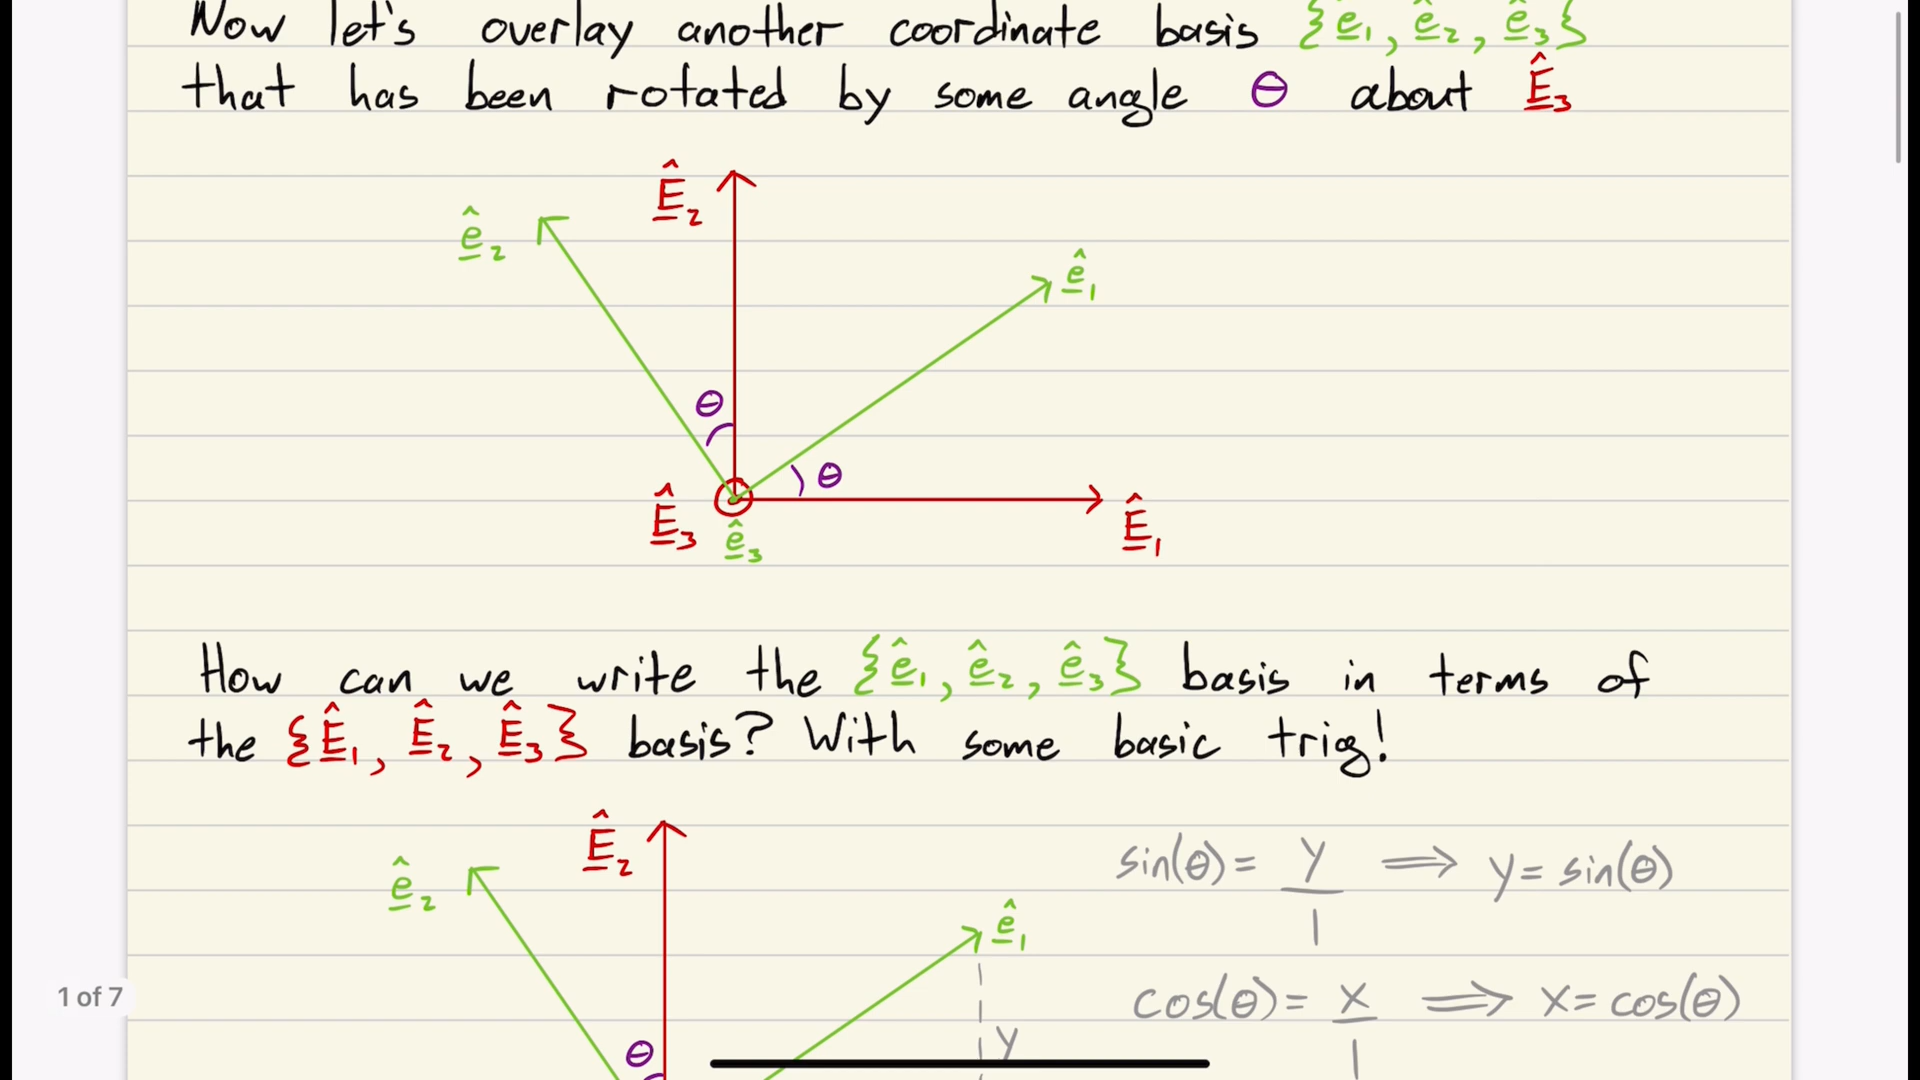 Now let's overlay another coordinate basis {ê₁, ê₂, ê₃}
that has been rotated by some angle θ about Ê₃
Ê₂
ê₂
ê₁
θ
θ
Ê₃
ê₃
Ê₁
How can we write the {ê₁, ê₂, ê₃} basis in terms of
the {Ê₁, Ê₂, Ê₃} basis? With some basic trig!
Ê₂
ê₂
ê₁
sin(θ) = y/1 ⟹ y = sin(θ)
cos(θ) = x/1 ⟹ x = cos(θ)
y
θ
1 of 7